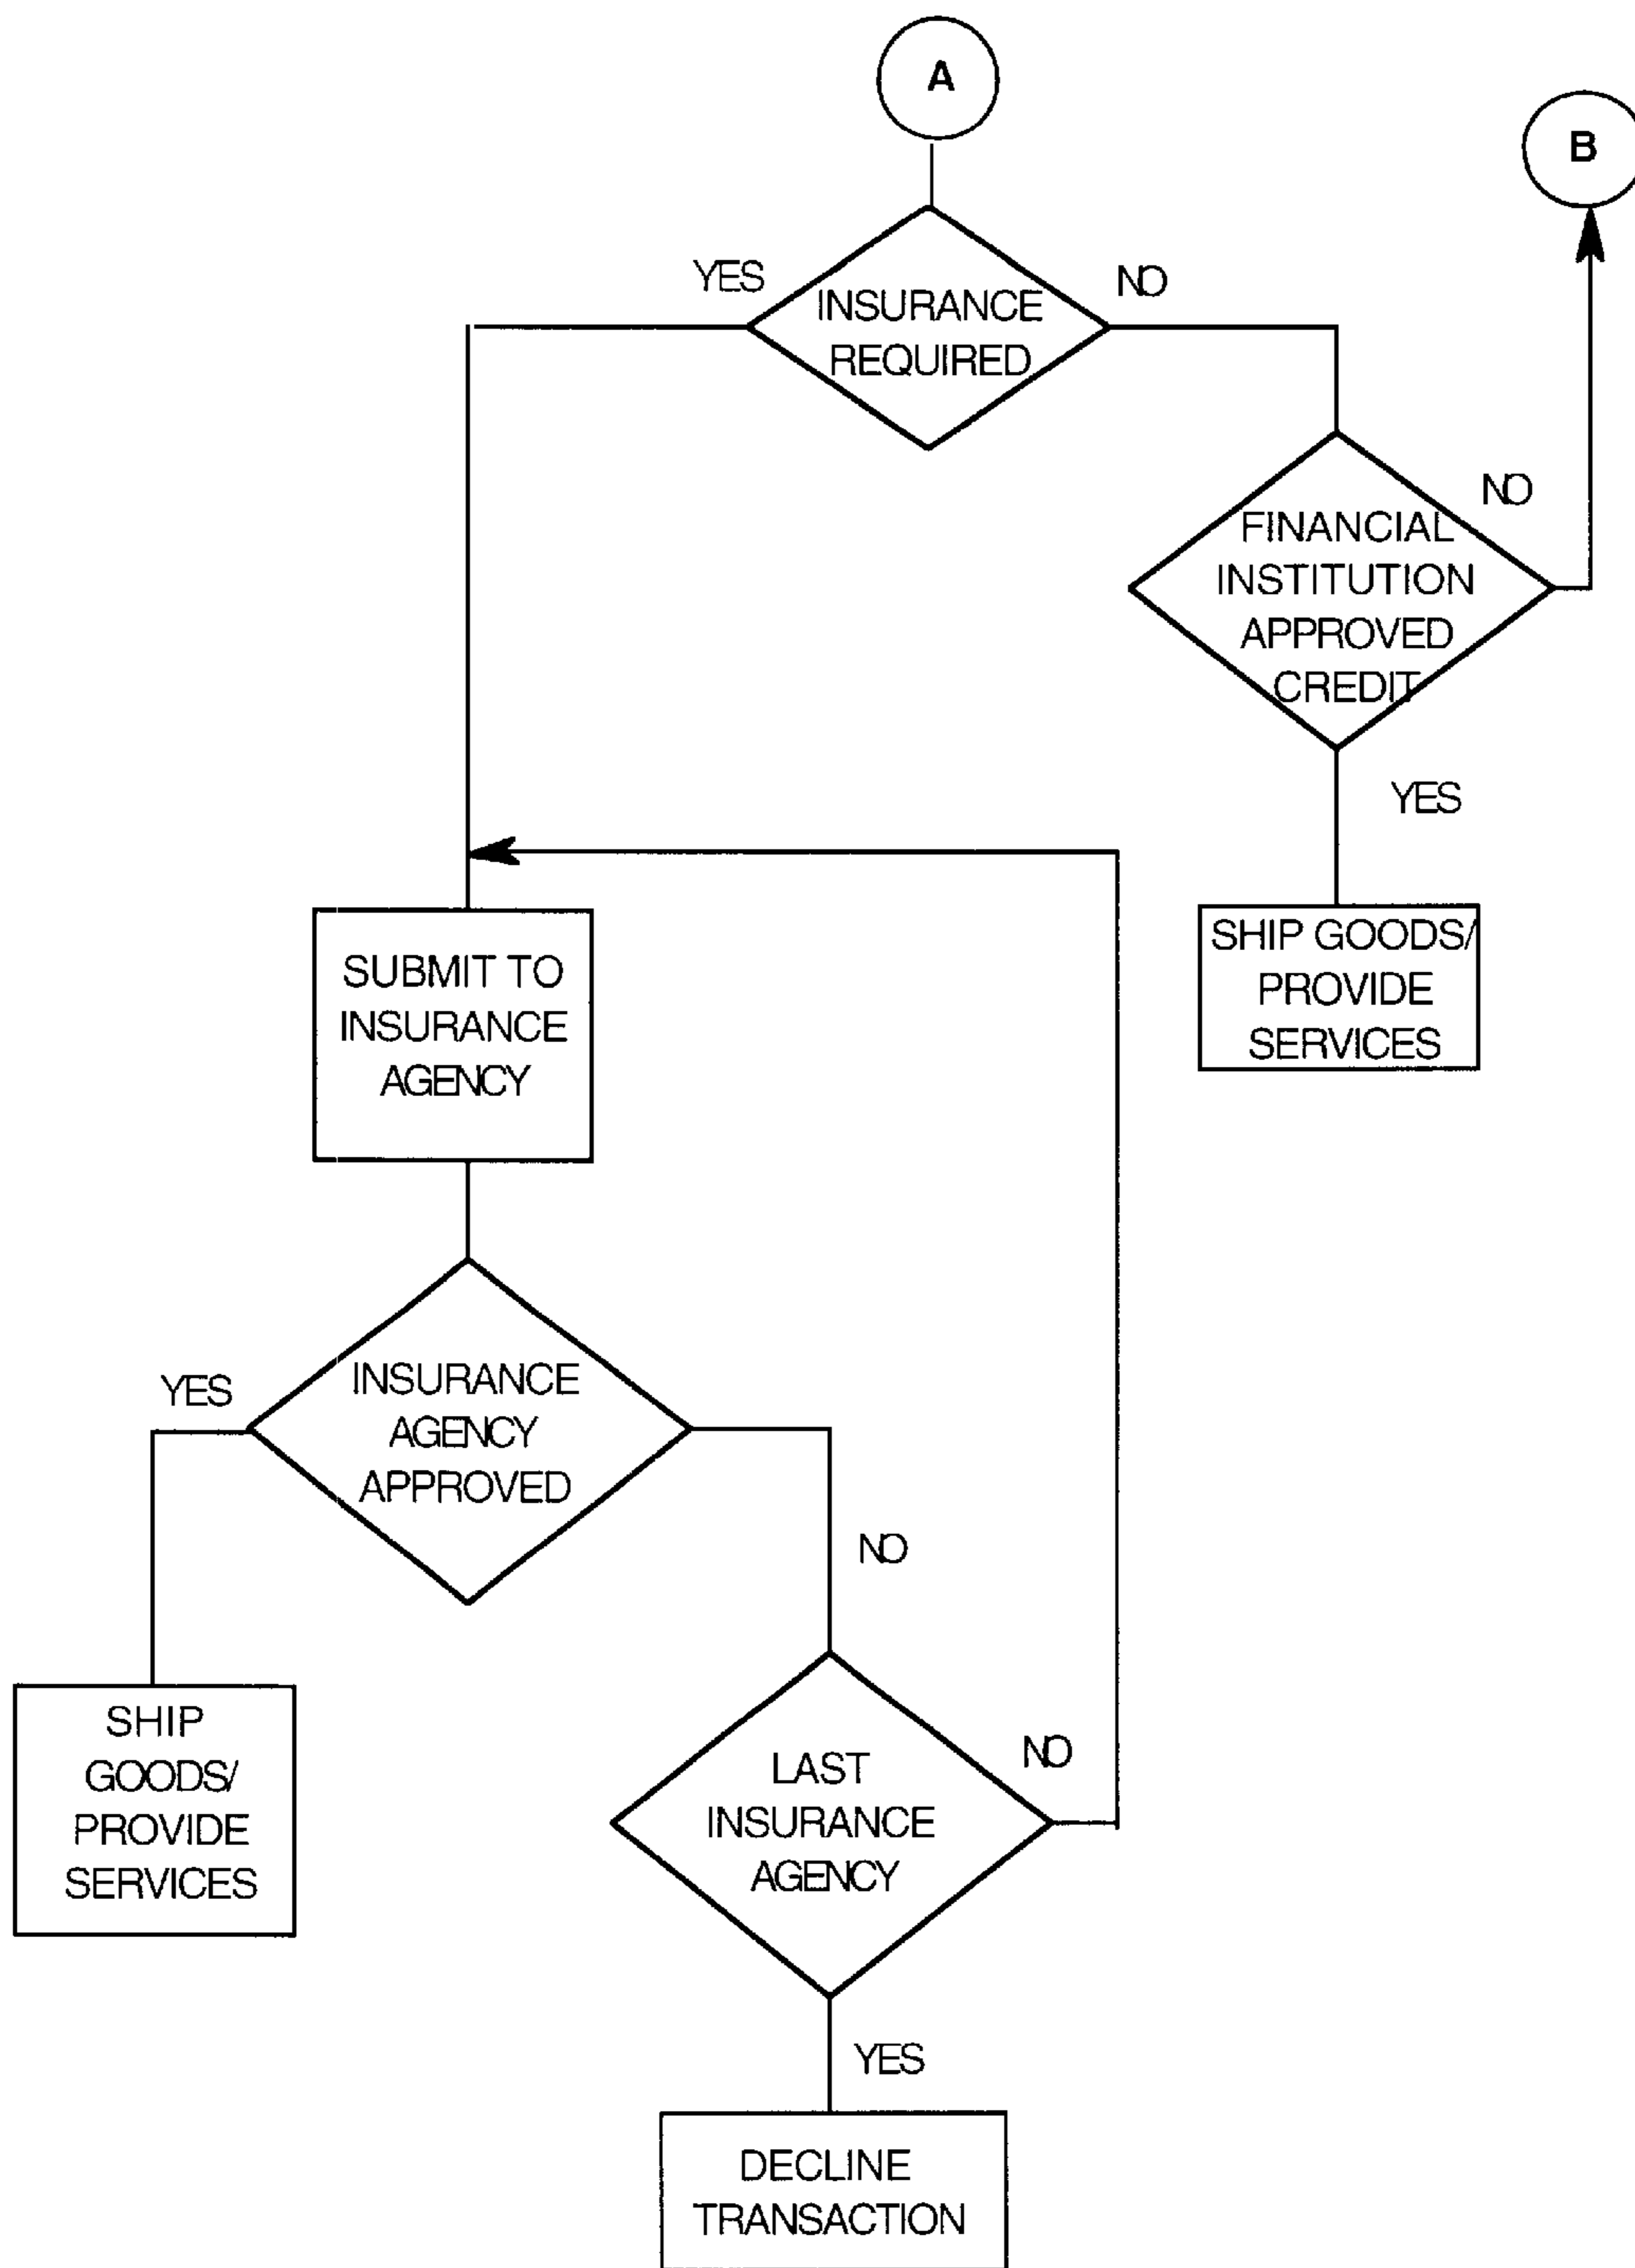 A
B
YES
NO
INSURANCE
REQUIRED
NO
FINANCIAL
INSTITUTION
APPROVED
CREDIT
YES
SHIP GOODS/
PROVIDE
SERVICES
SUBMIT TO
INSURANCE
AGENCY
YES
INSURANCE
AGENCY
APPROVED
NO
SHIP
GOODS/
PROVIDE
SERVICES
NO
LAST
INSURANCE
AGENCY
YES
DECLINE
TRANSACTION